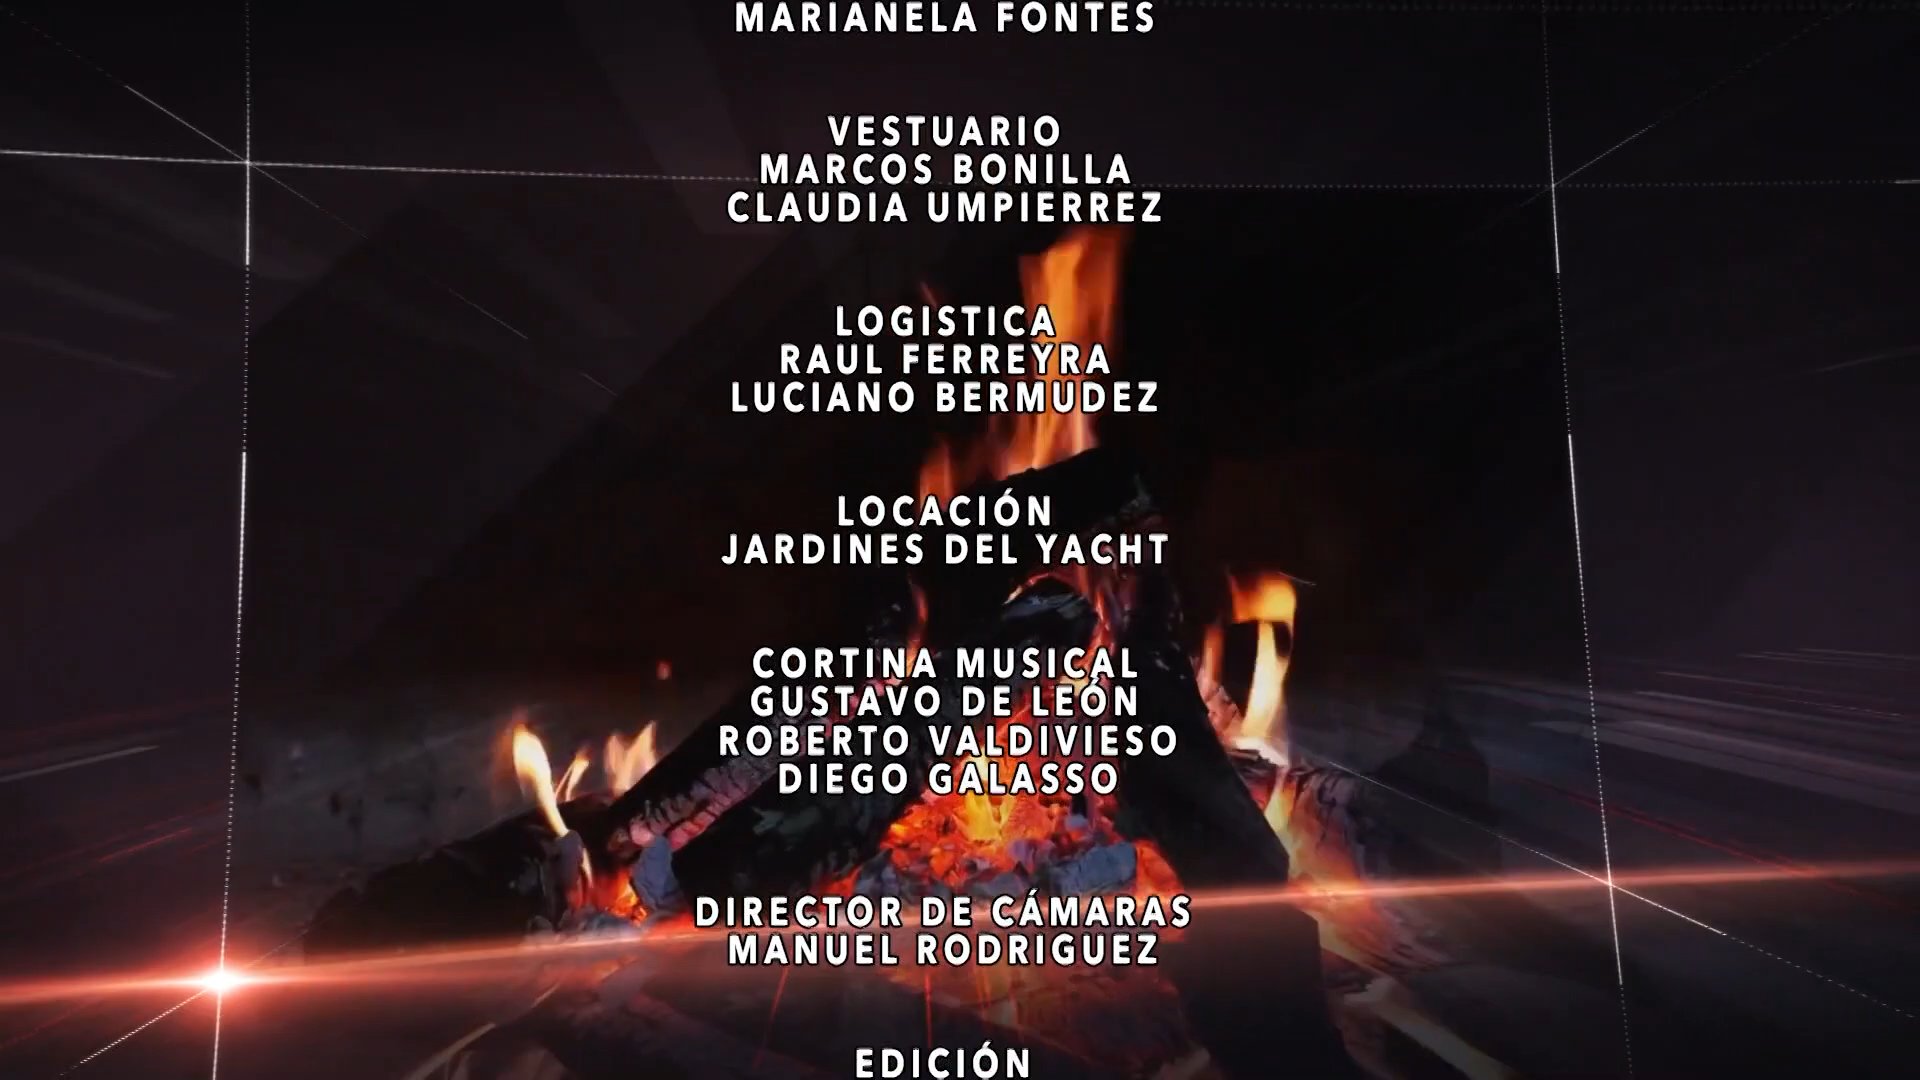 MARIANELA FONTES
VESTUARIO
MARCOS BONILLA
CLAUDIA UMPIERREZ
LOGISTICA
RAUL FERREYRA
LUCIANO BERMUDEZ
LOCACIÓN
JARDINES DEL YACHT
CORTINA MUSICAL
GUSTAVO DE LEÓN
ROBERTO VALDIVIESO
DIEGO GALASSO
DIRECTOR DE CÁMARAS
MANUEL RODRIGUEZ
EDICIÓN